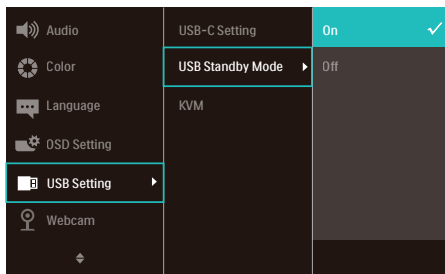 Audio
Color
Language
OSD Setting
USB Setting
Webcam
USB-C Setting
USB Standby Mode
KVM
On
Off